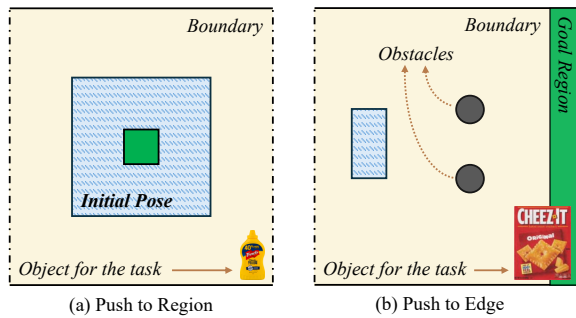 Boundary
Initial Pose
Object for the task
(a) Push to Region
Boundary
Obstacles
Goal Region
CHEEZ-IT
ORIGINAL
Object for the task
(b) Push to Edge